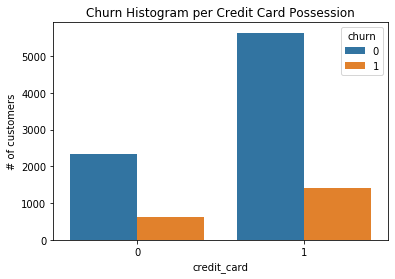 Churn Histogram per Credit Card Possession
churn
0
1
5000
4000
3000
2000
1000
0
# of customers
0 1
credit_card